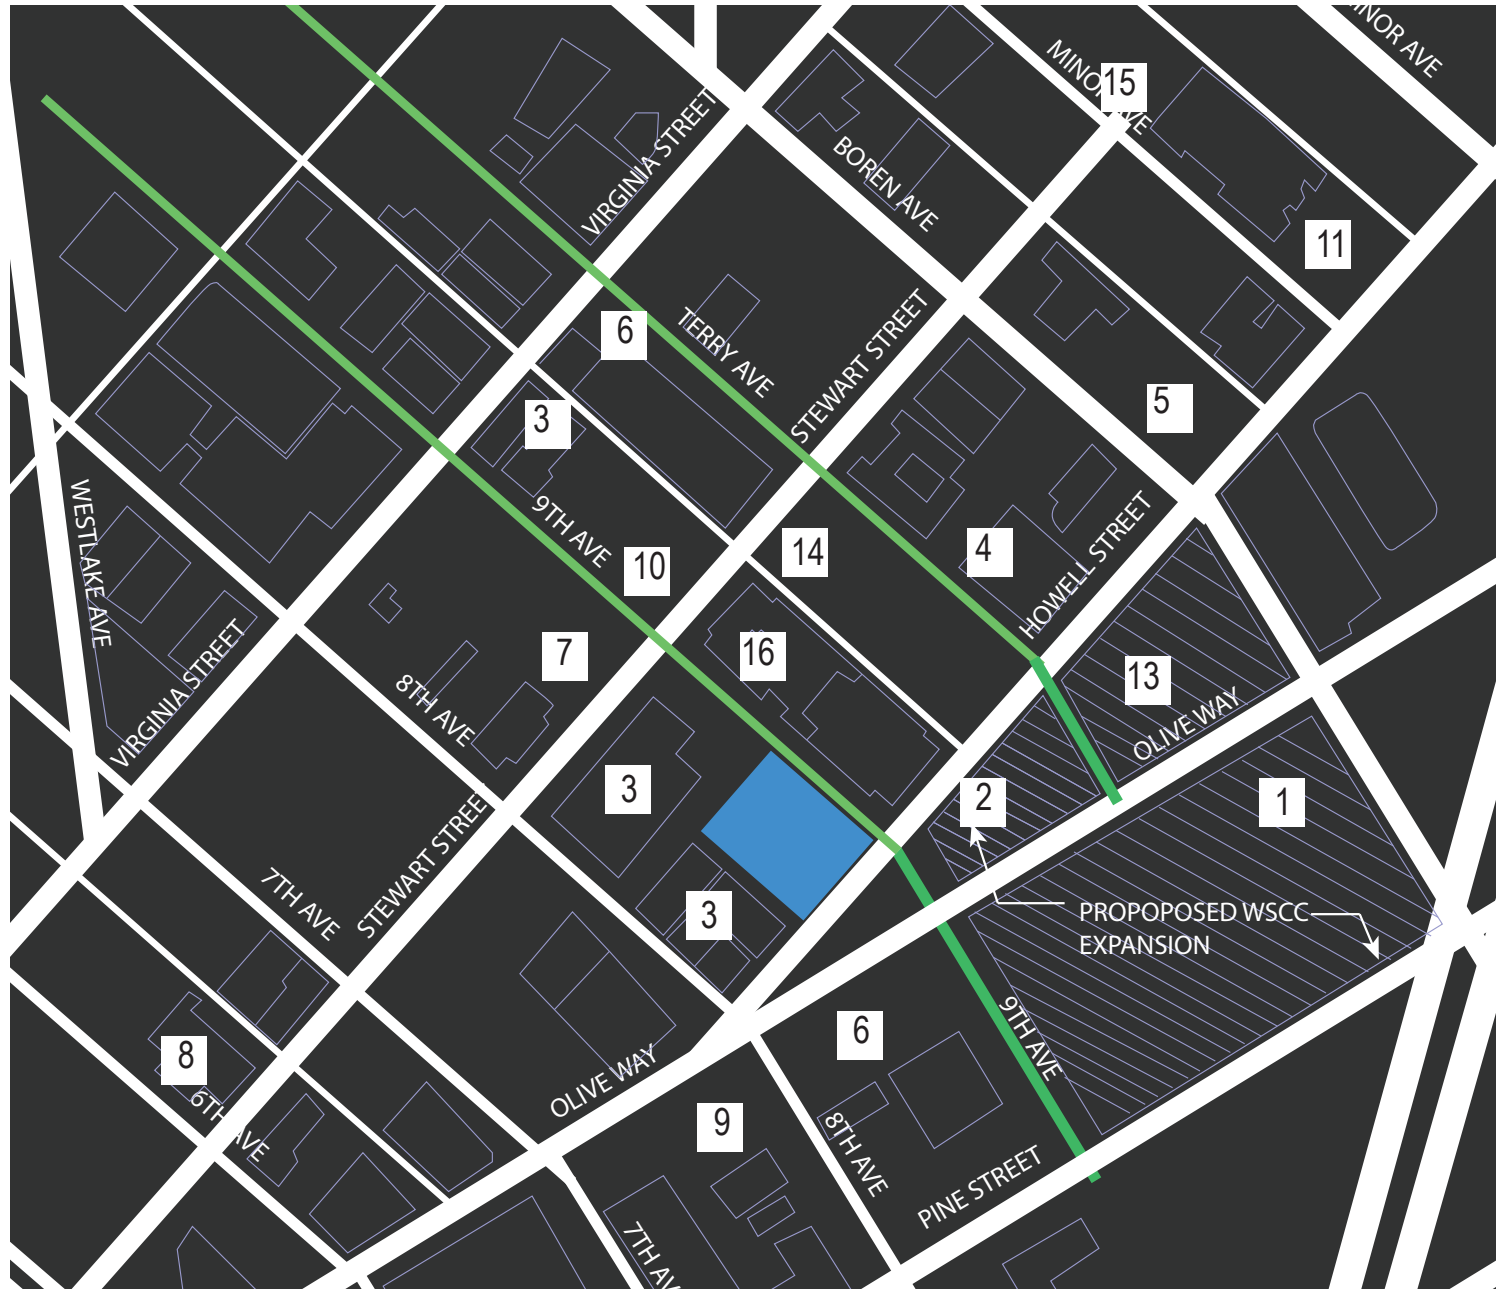 MINOR AVE
MINOR AVE
15
VIRGINIA STREET
BOREN AVE
11
6
TERRY AVE
STEWART STREET
5
3
9TH AVE
10
14
4
HOWELL STREET
WESTLAKE AVE
VIRGINIA STREET
7
16
13
8TH AVE
OLIVE WAY
3
2
1
STEWART STREE
7TH AVE
3
PROPOPOSED WSCC
EXPANSION
8
6TH AVE
OLIVE WAY
6
9TH AVE
9
8TH AVE
PINE STREET
7TH AV